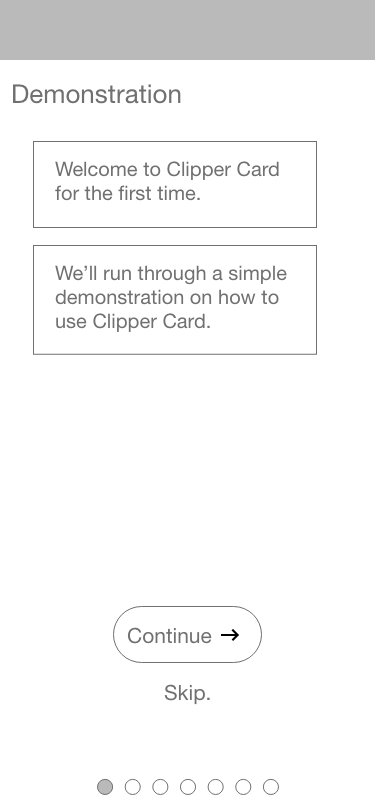 Demonstration
Welcome to Clipper Card
for the first time.
We’ll run through a simple
demonstration on how to
use Clipper Card.
Continue →
Skip.